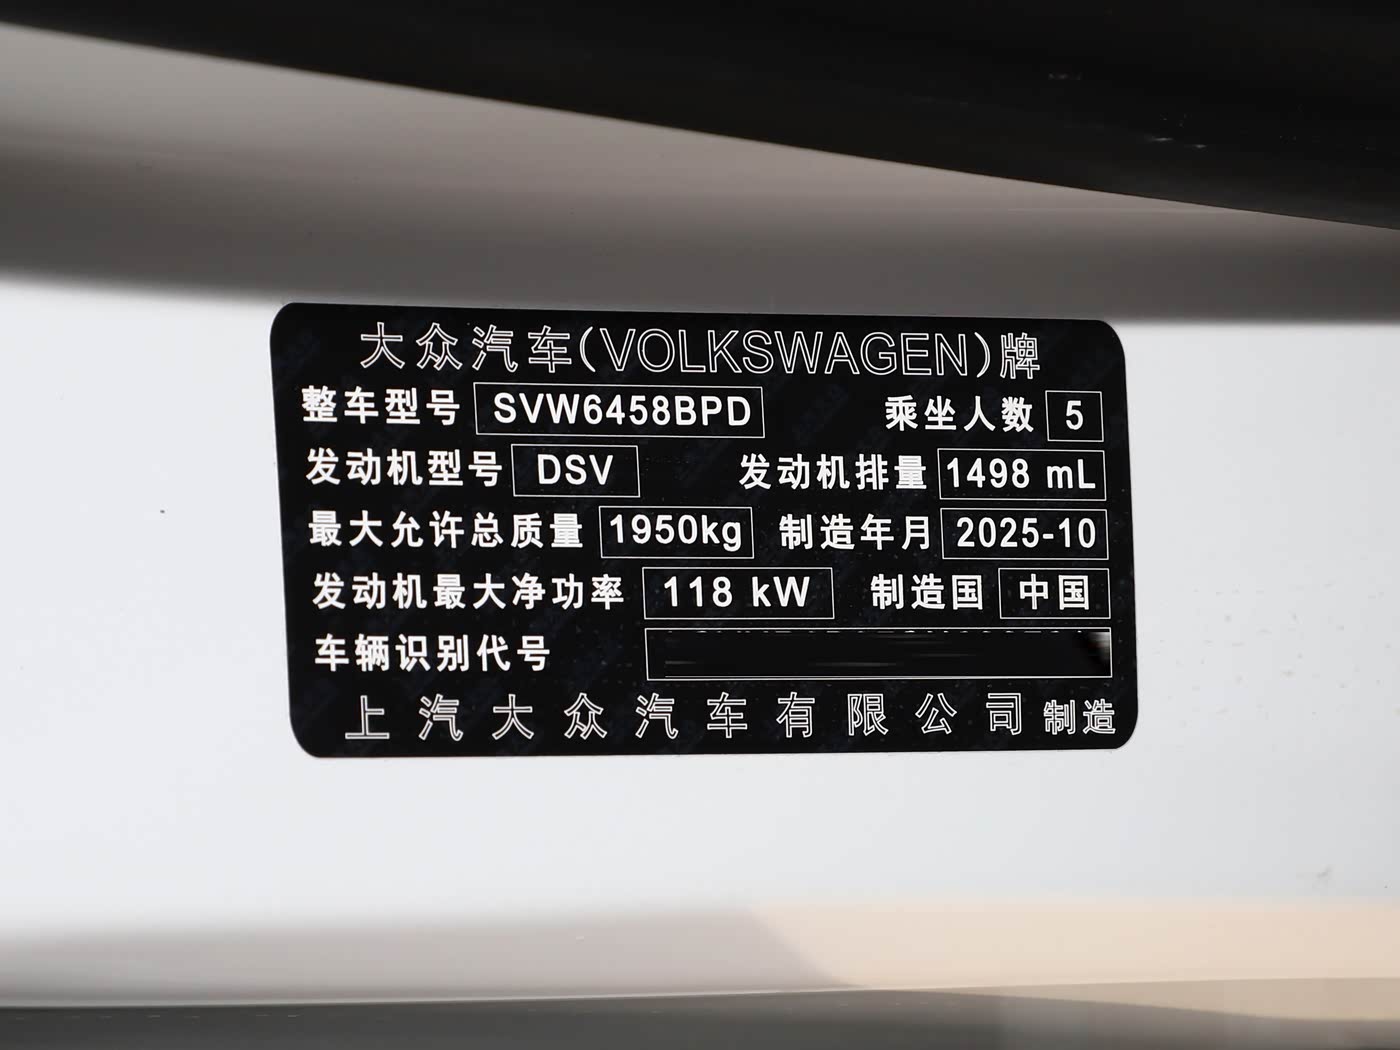 大众汽车(VOLKSWAGEN)牌
整车型号 SVW6458BPD 乘坐人数 5
发动机型号 DSV 发动机排量 1498 mL
最大允许总质量 1950kg 制造年月 2025-10
发动机最大净功率 118 kW 制造国 中国
车辆识别代号
上汽大众汽车有限公司制造